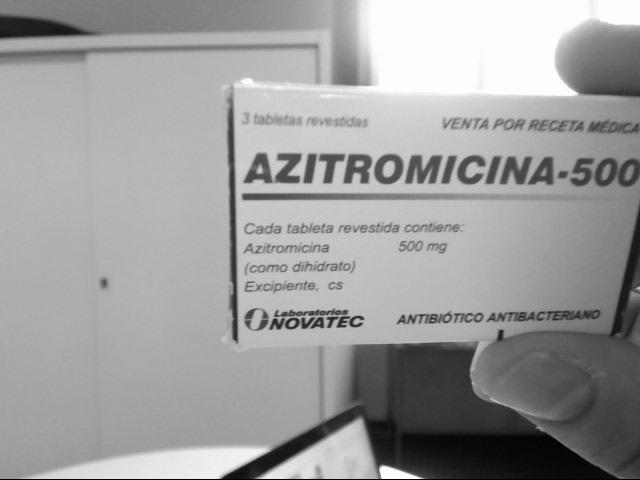 3 tabletas revestidas
VENTA POR RECETA MÉDICA
AZITROMICINA-500
Cada tableta revestida contiene:
Azitromicina 500 mg
(como dihidrato)
Excipiente, cs
Laboratorios
NOVATEC
ANTIBIÓTICO ANTIBACTERIANO